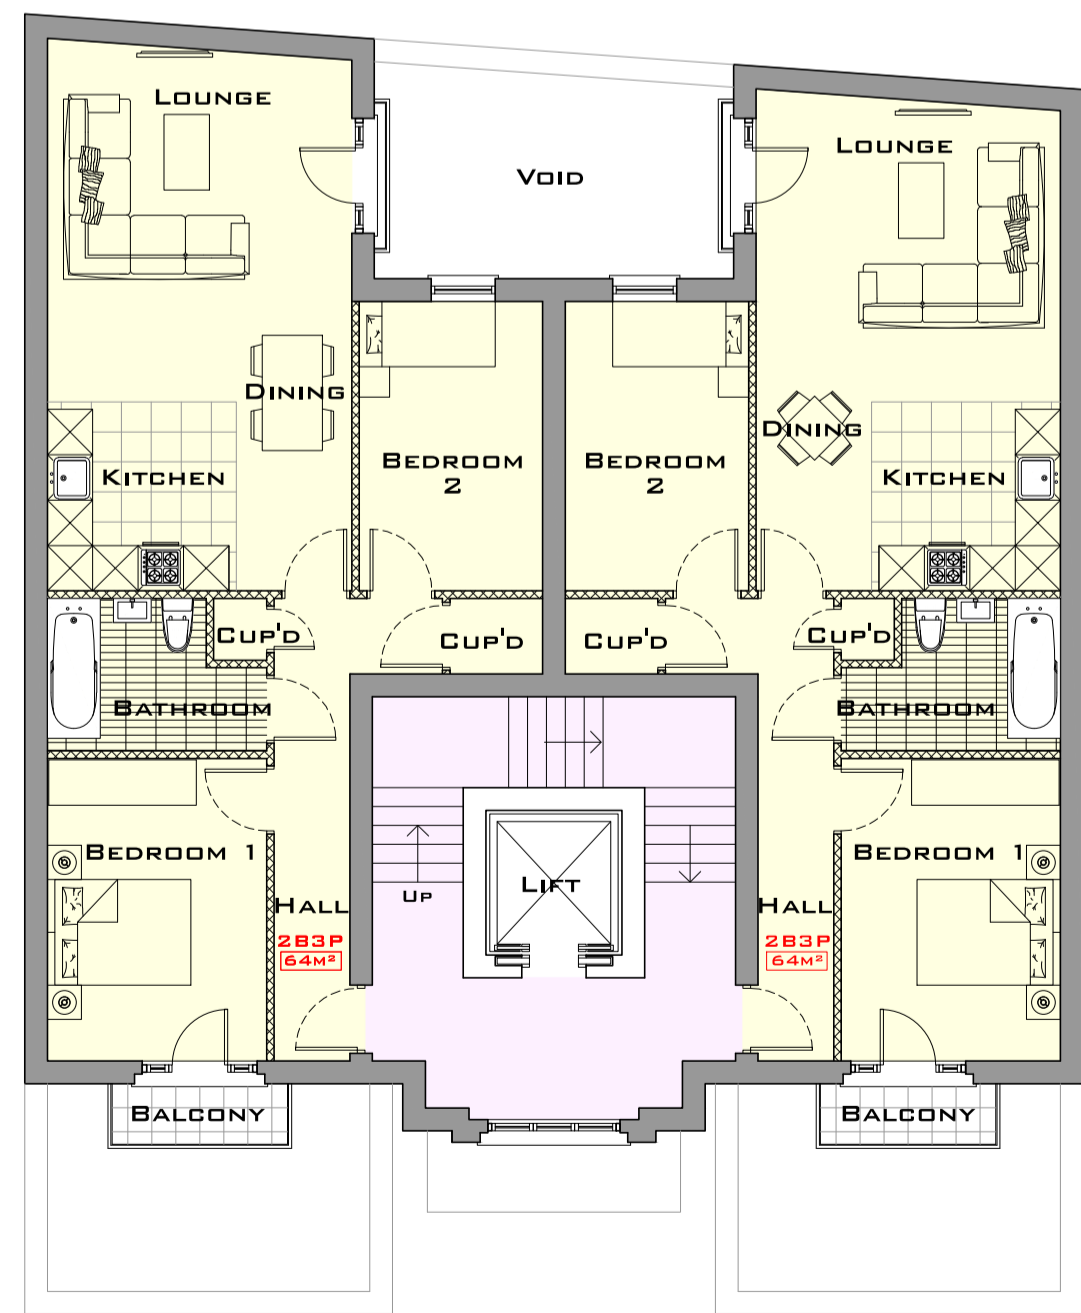 LOUNGE
LOUNGE
VOID
DINING
DINING
KITCHEN
BEDROOM
2
BEDROOM
2
KITCHEN
CUP'D
CUP'D
CUP'D
CUP'D
BATHROOM
BATHROOM
BEDROOM 1
BEDROOM 1
UP
LIFT
HALL
2B3P
64M²
HALL
2B3P
64M²
BALCONY
BALCONY